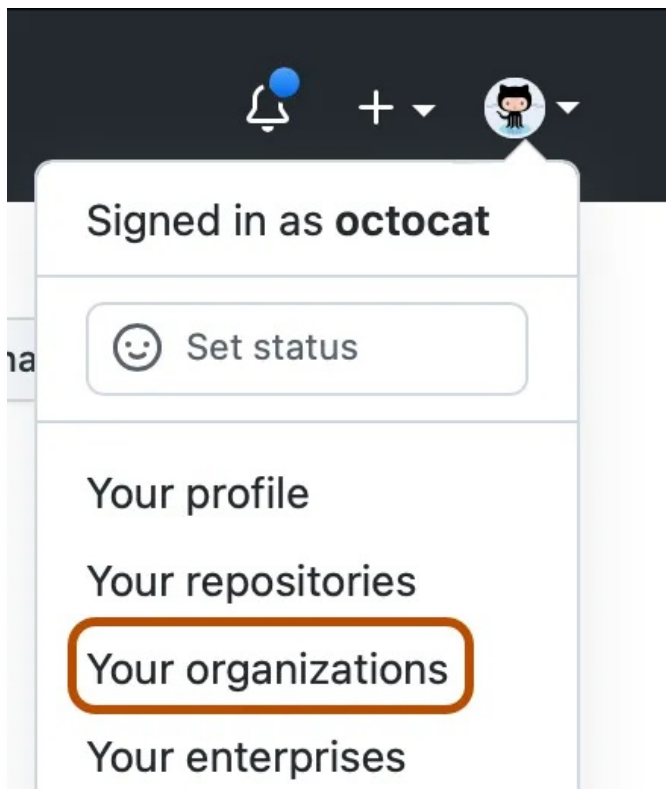 Signed in as octocat
Set status
Your profile
Your repositories
Your organizations
Your enterprises